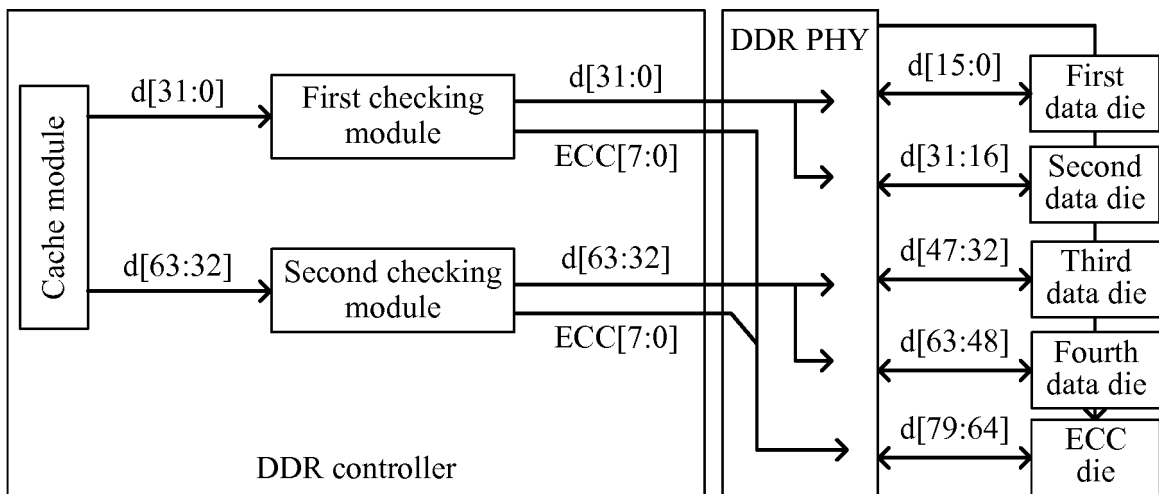 DDR PHY
d[31:0]
First checking
module
d[31:0]
ECC[7:0]
d[15:0]
First
data die
d[31:16]
Second
data die
Cache module
d[63:32]
Second checking
module
d[63:32]
ECC[7:0]
d[47:32]
Third
data die
d[63:48]
Fourth
data die
d[79:64]
ECC
die
DDR controller